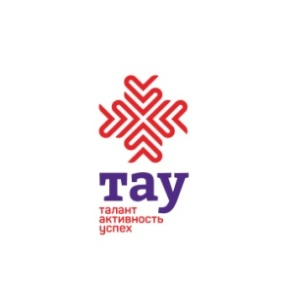 тау
талант
активность
успех